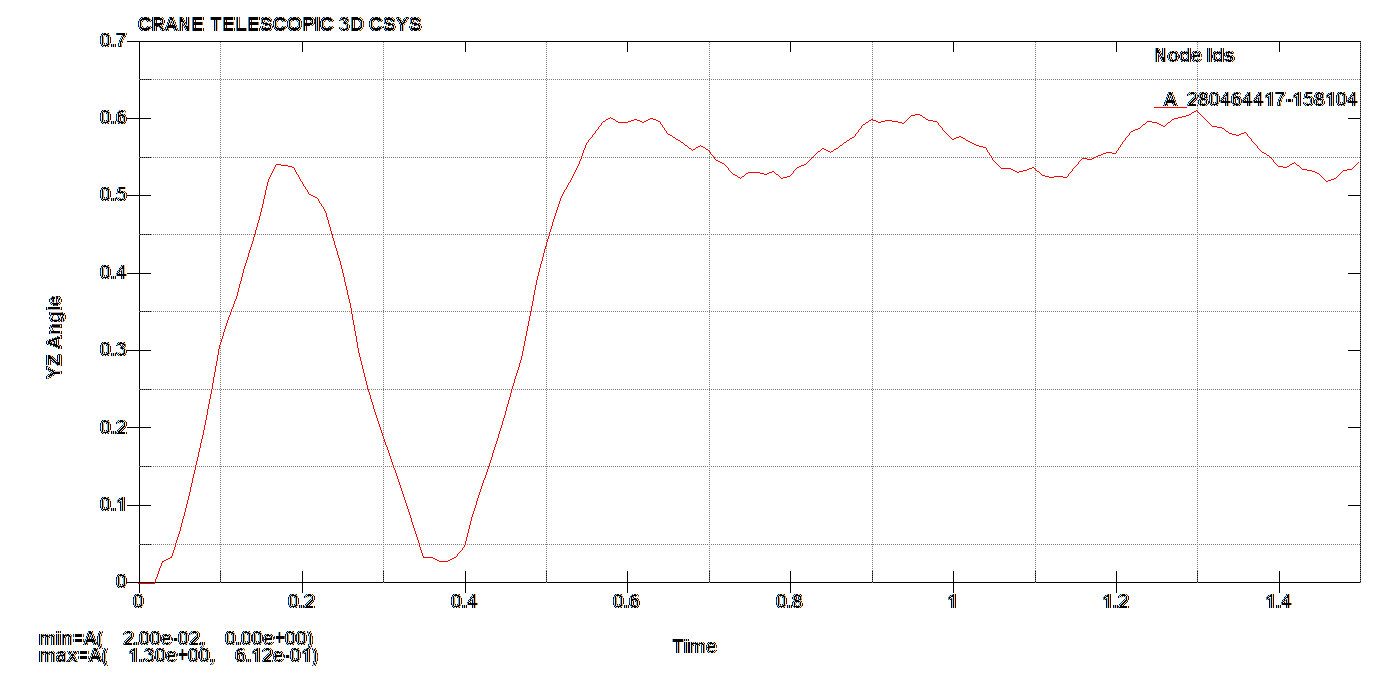 CRANE TELESCOPIC 3D CSYS
Node Ids
A 280464417-158104
0.7
0.6
0.5
0.4
0.3
0.2
0.1
0
YZ Angle
0 0.2 0.4 0.6 0.8 1 1.2 1.4
Time
min=A( 2.00e-02, 0.00e+00)
max=A( 1.30e+00, 6.12e-01)